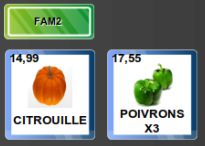 FAM2
14,99
CITROUILLE
17,55
POIVRONS
X3